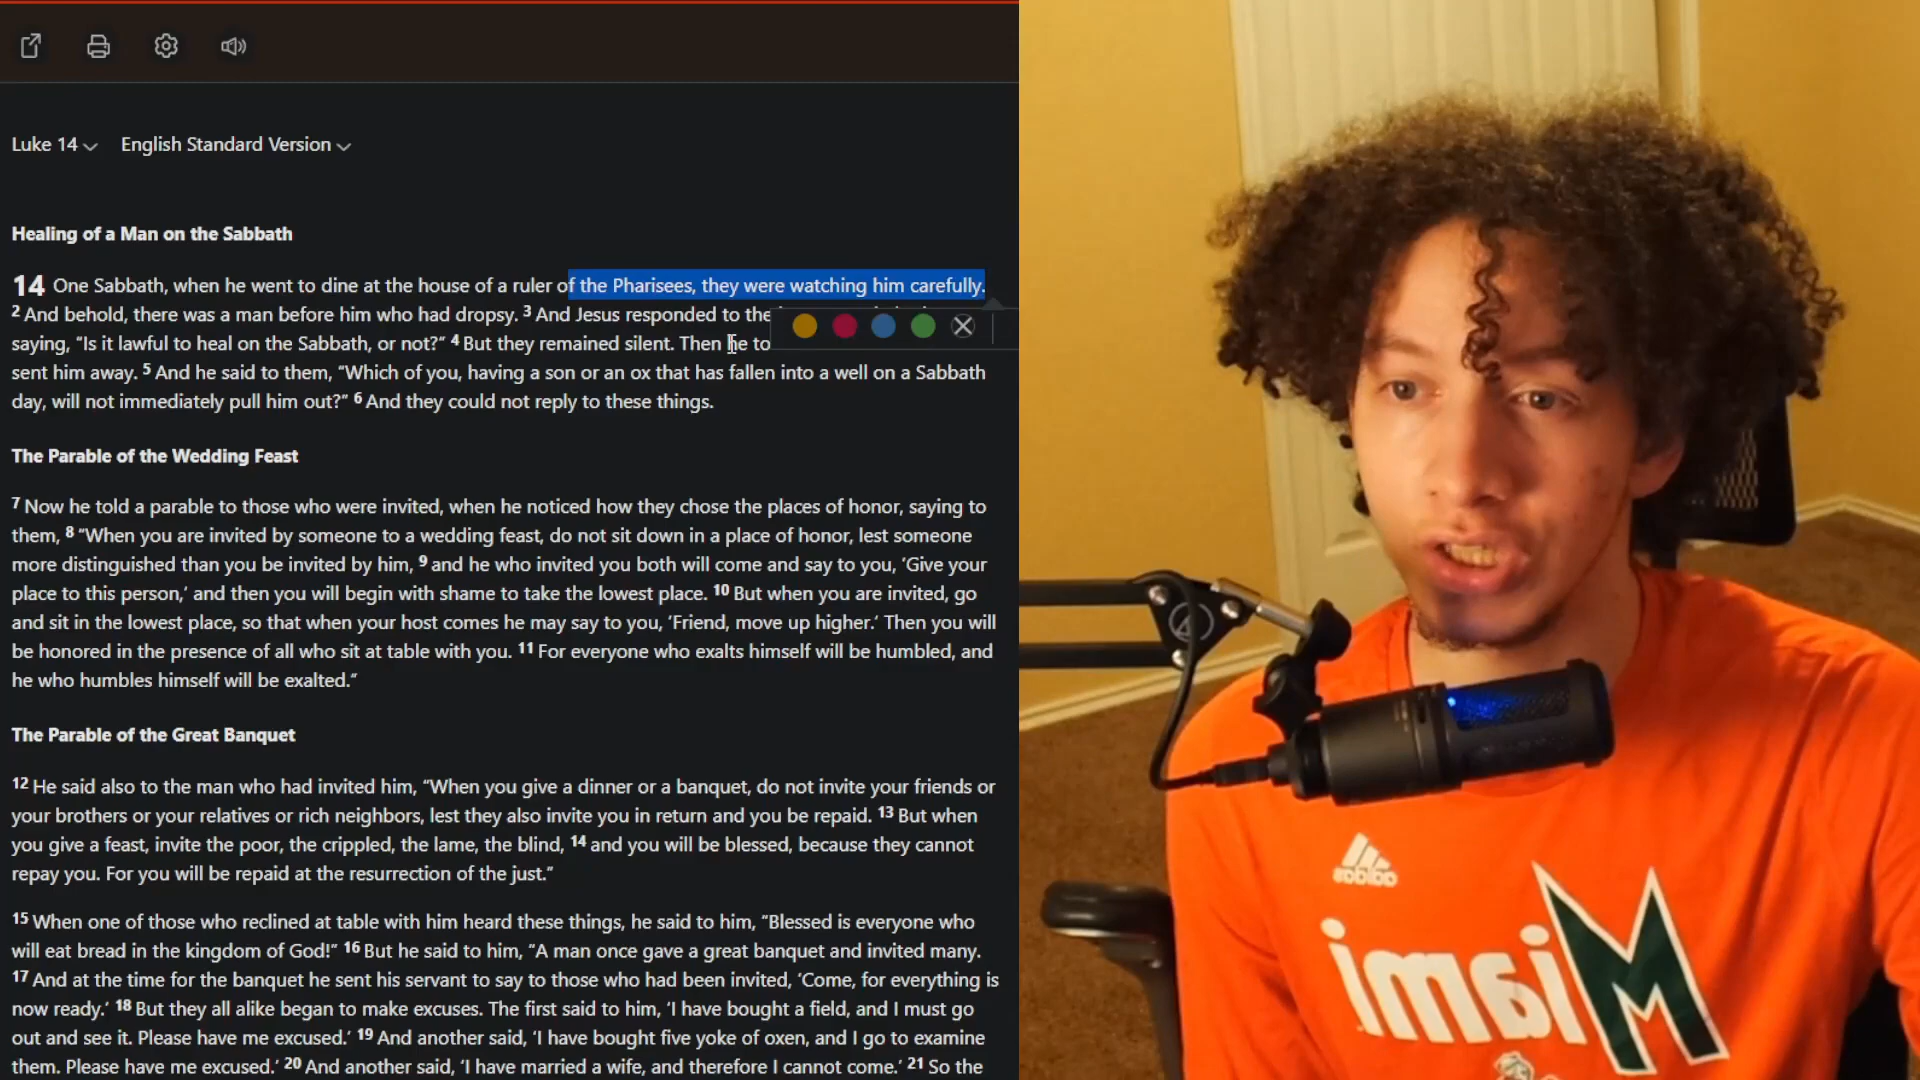 Luke 14 English Standard Version
Healing of a Man on the Sabbath
14 One Sabbath, when he went to dine at the house of a ruler of the Pharisees, they were watching him carefully.
2 And behold, there was a man before him who had dropsy. 3 And Jesus responded to the
saying, “Is it lawful to heal on the Sabbath, or not?” 4 But they remained silent. Then he to
sent him away. 5 And he said to them, “Which of you, having a son or an ox that has fallen into a well on a Sabbath
day, will not immediately pull him out?” 6 And they could not reply to these things.
The Parable of the Wedding Feast
7 Now he told a parable to those who were invited, when he noticed how they chose the places of honor, saying to
them, 8 “When you are invited by someone to a wedding feast, do not sit down in a place of honor, lest someone
more distinguished than you be invited by him, 9 and he who invited you both will come and say to you, ‘Give your
place to this person,’ and then you will begin with shame to take the lowest place. 10 But when you are invited, go
and sit in the lowest place, so that when your host comes he may say to you, ‘Friend, move up higher.’ Then you will
be honored in the presence of all who sit at table with you. 11 For everyone who exalts himself will be humbled, and
he who humbles himself will be exalted.”
The Parable of the Great Banquet
12 He said also to the man who had invited him, “When you give a dinner or a banquet, do not invite your friends or
your brothers or your relatives or rich neighbors, lest they also invite you in return and you be repaid. 13 But when
you give a feast, invite the poor, the crippled, the lame, the blind, 14 and you will be blessed, because they cannot
repay you. For you will be repaid at the resurrection of the just.”
15 When one of those who reclined at table with him heard these things, he said to him, “Blessed is everyone who
will eat bread in the kingdom of God!” 16 But he said to him, “A man once gave a great banquet and invited many.
17 And at the time for the banquet he sent his servant to say to those who had been invited, ‘Come, for everything is
now ready.’ 18 But they all alike began to make excuses. The first said to him, ‘I have bought a field, and I must go
out and see it. Please have me excused.’ 19 And another said, ‘I have bought five yoke of oxen, and I go to examine
them. Please have me excused.’ 20 And another said, ‘I have married a wife, and therefore I cannot come.’ 21 So the
adidas
Miami
M